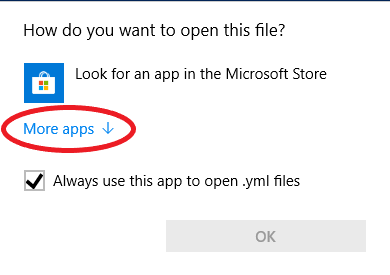 How do you want to open this file?
Look for an app in the Microsoft Store
More apps ↓
Always use this app to open .yml files
OK